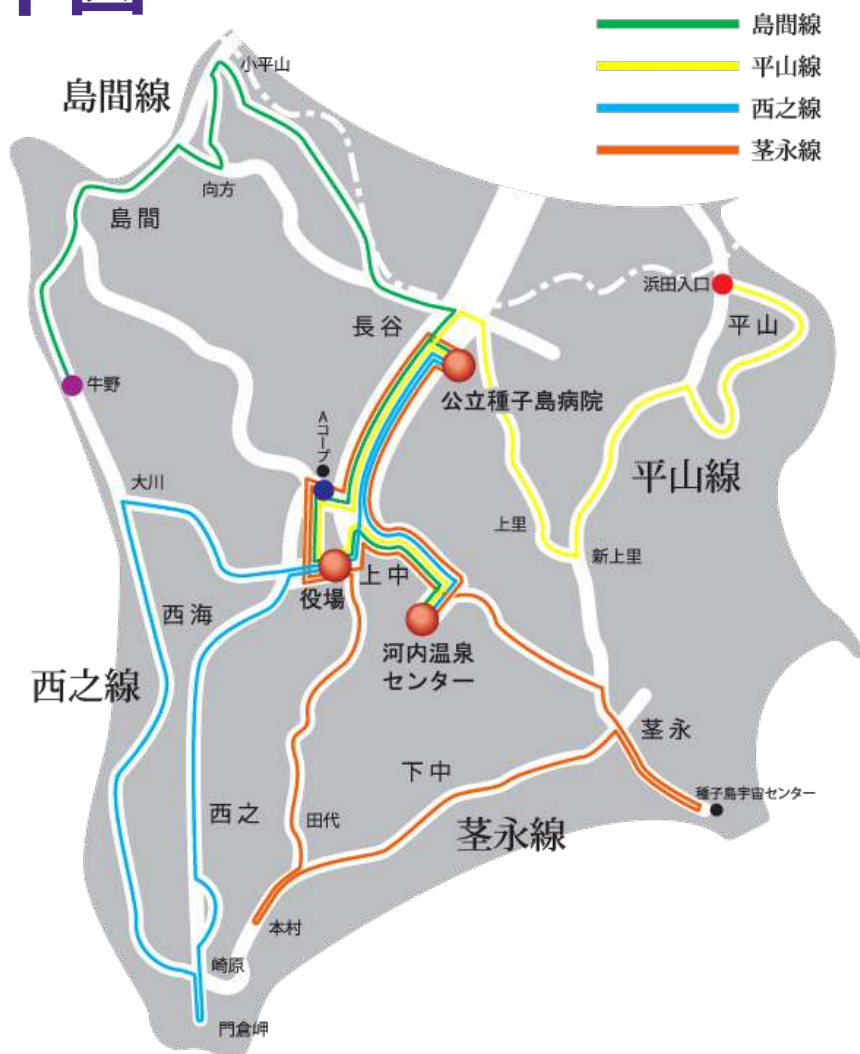 島間線
平山線
西之線
茎永線
小平山
島間線
向方
島間
浜田入口
長谷
平山
牛野
公立種子島病院
Aコープ
平山線
大川
上里
新上里
上中
役場
西海
河内温泉
センター
西之線
茎永
下中
種子島宇宙センター
西之
田代
茎永線
本村
崎原
門倉岬